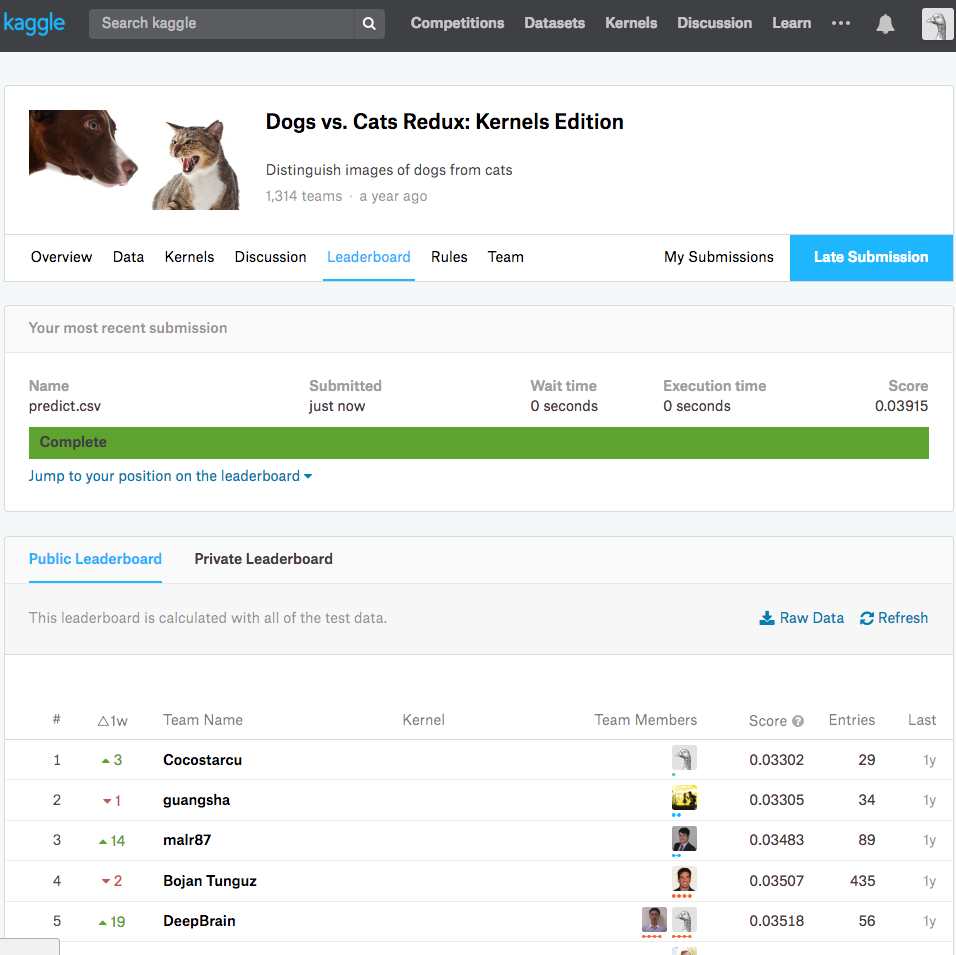 kaggle Search kaggle Competitions Datasets Kernels Discussion Learn
Dogs vs. Cats Redux: Kernels Edition
Distinguish images of dogs from cats
1,314 teams · a year ago
Overview Data Kernels Discussion Leaderboard Rules Team My Submissions Late Submission
Your most recent submission
Name Submitted Wait time Execution time Score
predict.csv just now 0 seconds 0 seconds 0.03915
Complete
Jump to your position on the leaderboard
Public Leaderboard Private Leaderboard
This leaderboard is calculated with all of the test data. Raw Data Refresh
# △1w Team Name Kernel Team Members Score Entries Last
1 3 Cocostarcu 0.03302 29 1y
2 1 guangsha 0.03305 34 1y
3 14 malr87 0.03483 89 1y
4 2 Bojan Tunguz 0.03507 435 1y
5 19 DeepBrain 0.03518 56 1y